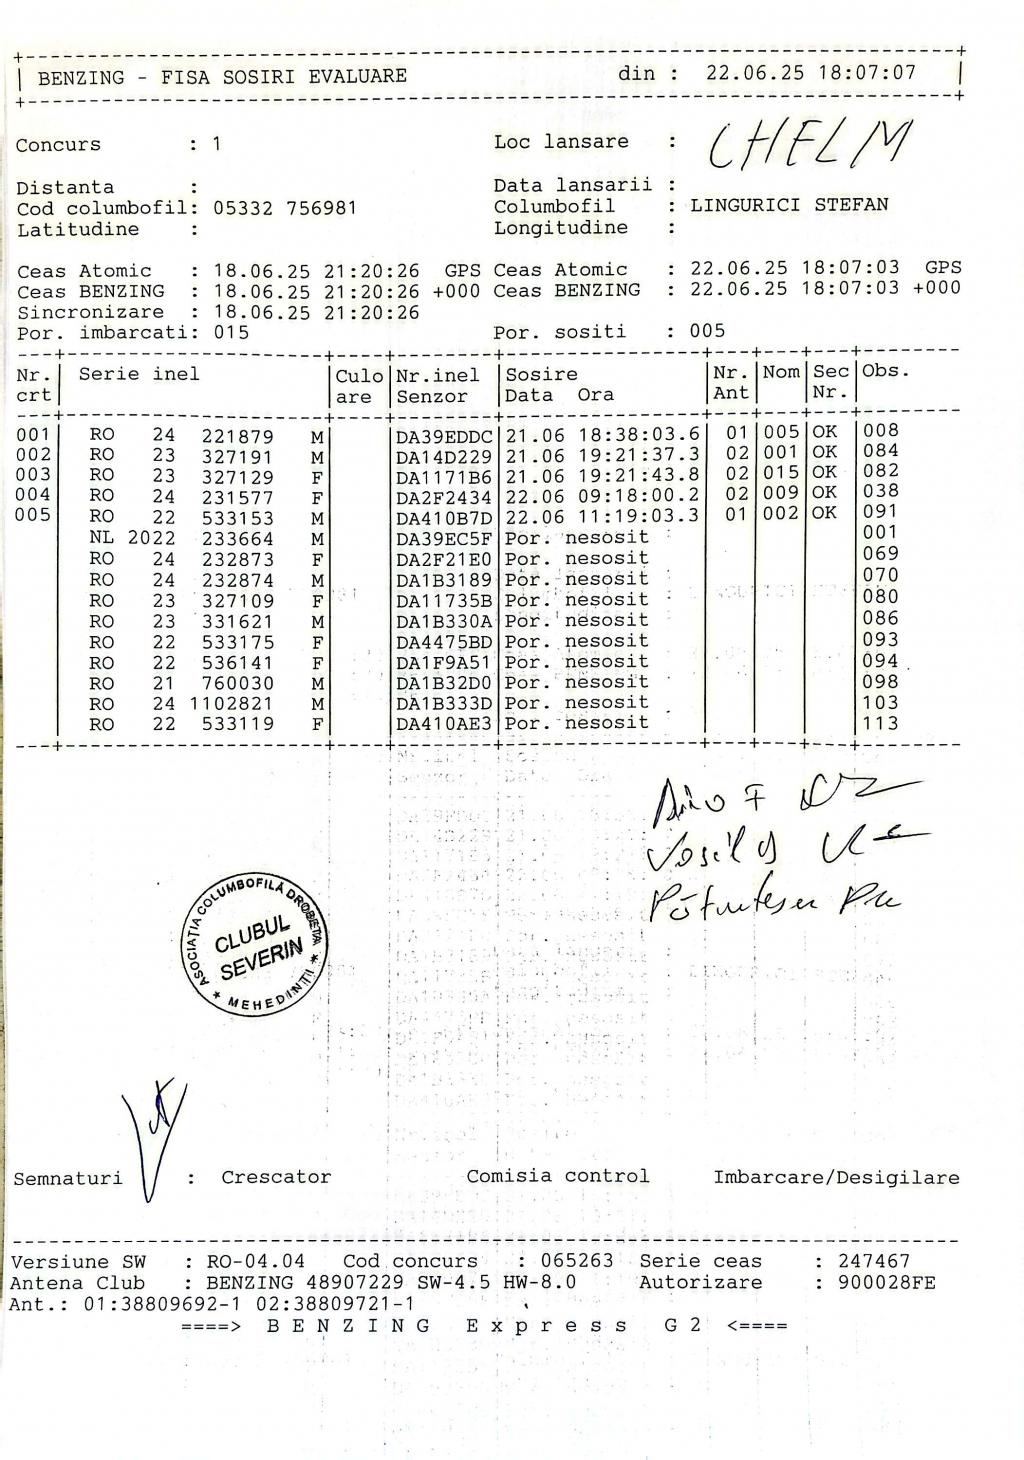 BENZING - FISA SOSIRI EVALUARE din : 22.06.25 18:07:07
Concurs : 1 Loc lansare : CHELM
Distanta : Data lansarii :
Cod columbofil: 05332 756981 Columbofil : LINGURICI STEFAN
Latitudine : Longitudine :
Ceas Atomic : 18.06.25 21:20:26 GPS Ceas Atomic : 22.06.25 18:07:03 GPS
Ceas BENZING : 18.06.25 21:20:26 +000 Ceas BENZING : 22.06.25 18:07:03 +000
Sincronizare : 18.06.25 21:20:26
Por. imbarcati: 015 Por. sositi : 005
Nr. | Serie inel | Culo | Nr.inel | Sosire | Nr. | Nom | Sec | Obs.
crt | | are | Senzor | Data Ora | Ant | | Nr. |
001 | RO 24 221879 M | | DA39EDDC | 21.06 18:38:03.6 | 01 | 005 | OK | 008
002 | RO 23 327191 M | | DA14D229 | 21.06 19:21:37.3 | 02 | 001 | OK | 084
003 | RO 23 327129 F | | DA1171B6 | 21.06 19:21:43.8 | 02 | 015 | OK | 082
004 | RO 24 231577 F | | DA2F2434 | 22.06 09:18:00.2 | 02 | 009 | OK | 038
005 | RO 22 533153 M | | DA410B7D | 22.06 11:19:03.3 | 01 | 002 | OK | 091
NL 2022 233664 M | | DA39EC5F | Por. nesosit | | | | 001
RO 24 232873 F | | DA2F21E0 | Por. nesosit | | | | 069
RO 24 232874 M | | DA1B3189 | Por. nesosit | | | | 070
RO 23 327109 F | | DA11735B | Por. nesosit | | | | 080
RO 23 331621 M | | DA1B330A | Por. nesosit | | | | 086
RO 22 533175 F | | DA4475BD | Por. nesosit | | | | 093
RO 22 536141 F | | DA1F9A51 | Por. nesosit | | | | 094
RO 21 760030 M | | DA1B32D0 | Por. nesosit | | | | 098
RO 24 1102821 M | | DA1B333D | Por. nesosit | | | | 103
RO 22 533119 F | | DA410AE3 | Por. nesosit | | | | 113
ASOCIAȚIA COLUMBOFILĂ DROBETA
CLUBUL
SEVERIN
* MEHEDINȚI *
Semnaturi : Crescator Comisia control Imbarcare/Desigilare
Versiune SW : RO-04.04 Cod concurs : 065263 Serie ceas : 247467
Antena Club : BENZING 48907229 SW-4.5 HW-8.0 Autorizare : 900028FE
Ant.: 01:38809692-1 02:38809721-1
====> B E N Z I N G E x p r e s s G 2 <====